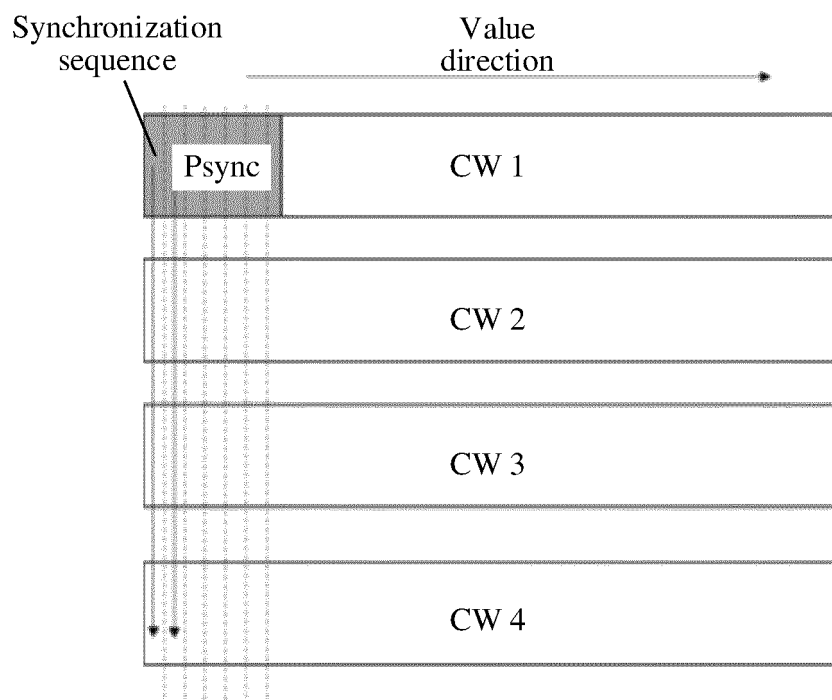 Synchronization
sequence
Value
direction
Psync
CW 1
CW 2
CW 3
CW 4